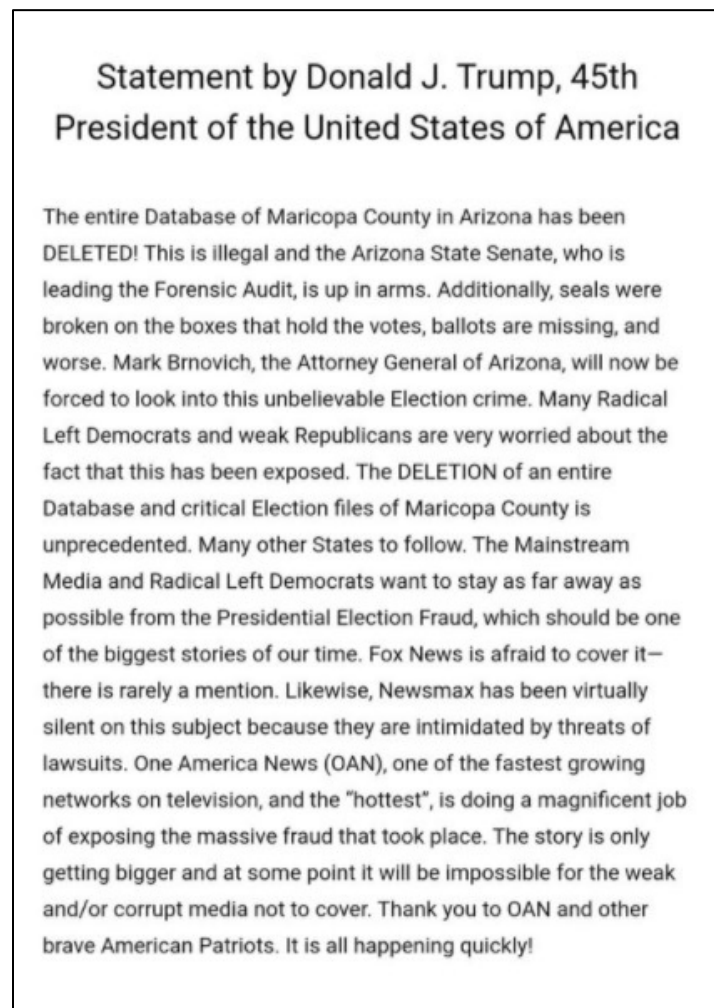 Statement by Donald J. Trump, 45th
President of the United States of America
The entire Database of Maricopa County in Arizona has been
DELETED! This is illegal and the Arizona State Senate, who is
leading the Forensic Audit, is up in arms. Additionally, seals were
broken on the boxes that hold the votes, ballots are missing, and
worse. Mark Brnovich, the Attorney General of Arizona, will now be
forced to look into this unbelievable Election crime. Many Radical
Left Democrats and weak Republicans are very worried about the
fact that this has been exposed. The DELETION of an entire
Database and critical Election files of Maricopa County is
unprecedented. Many other States to follow. The Mainstream
Media and Radical Left Democrats want to stay as far away as
possible from the Presidential Election Fraud, which should be one
of the biggest stories of our time. Fox News is afraid to cover it—
there is rarely a mention. Likewise, Newsmax has been virtually
silent on this subject because they are intimidated by threats of
lawsuits. One America News (OAN), one of the fastest growing
networks on television, and the “hottest”, is doing a magnificent job
of exposing the massive fraud that took place. The story is only
getting bigger and at some point it will be impossible for the weak
and/or corrupt media not to cover. Thank you to OAN and other
brave American Patriots. It is all happening quickly!